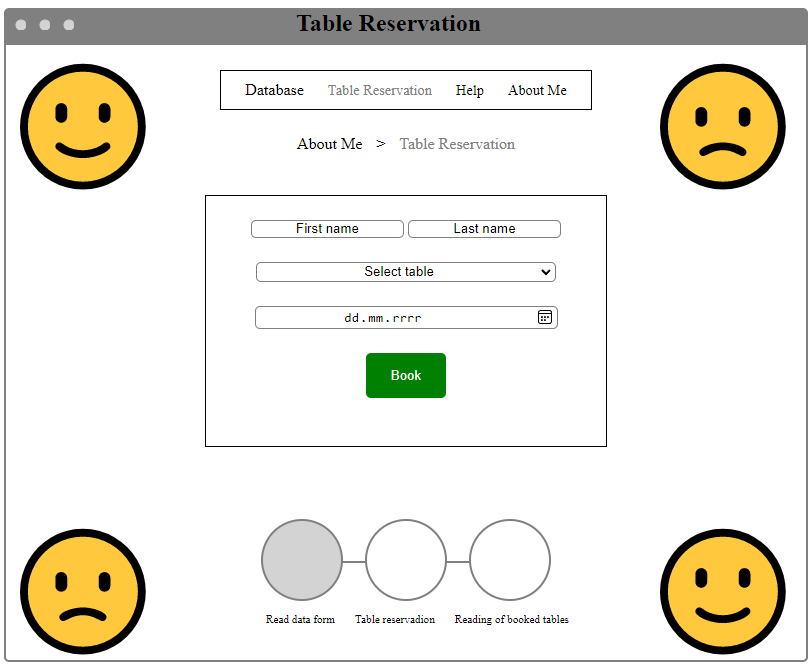 Table Reservation
Database Table Reservation Help About Me
About Me > Table Reservation
First name Last name
Select table
dd.mm.rrrr
Book
Read data form Table reservadion Reading of booked tables